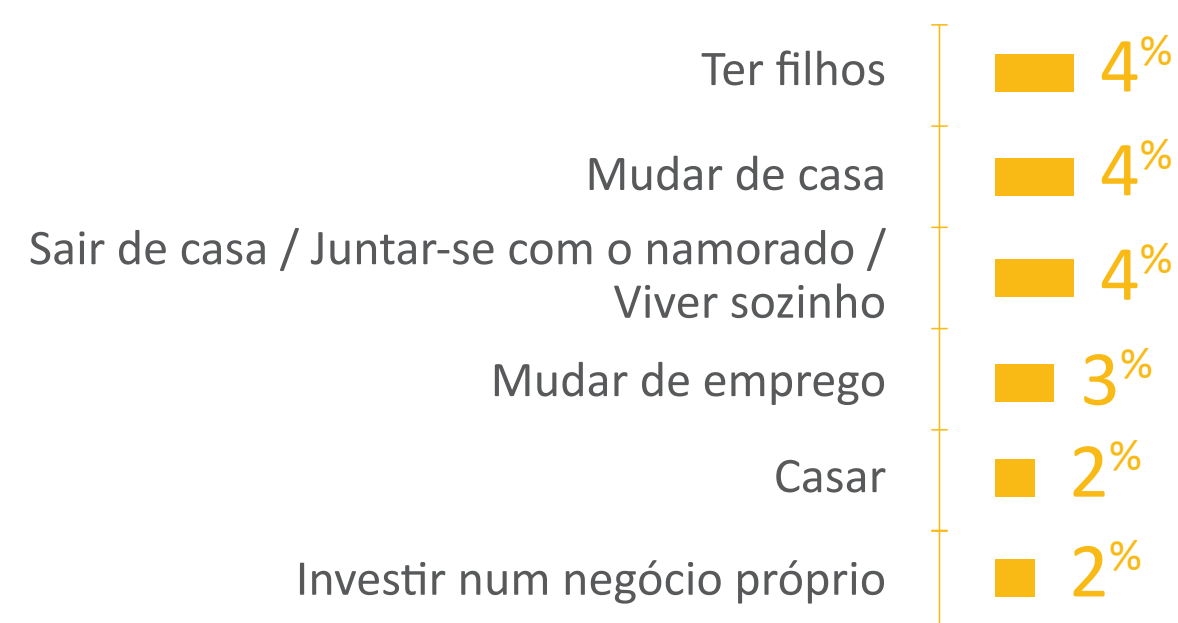 Ter filhos 4%
Mudar de casa 4%
Sair de casa / Juntar-se com o namorado /
Viver sozinho 4%
Mudar de emprego 3%
Casar 2%
Investir num negócio próprio 2%